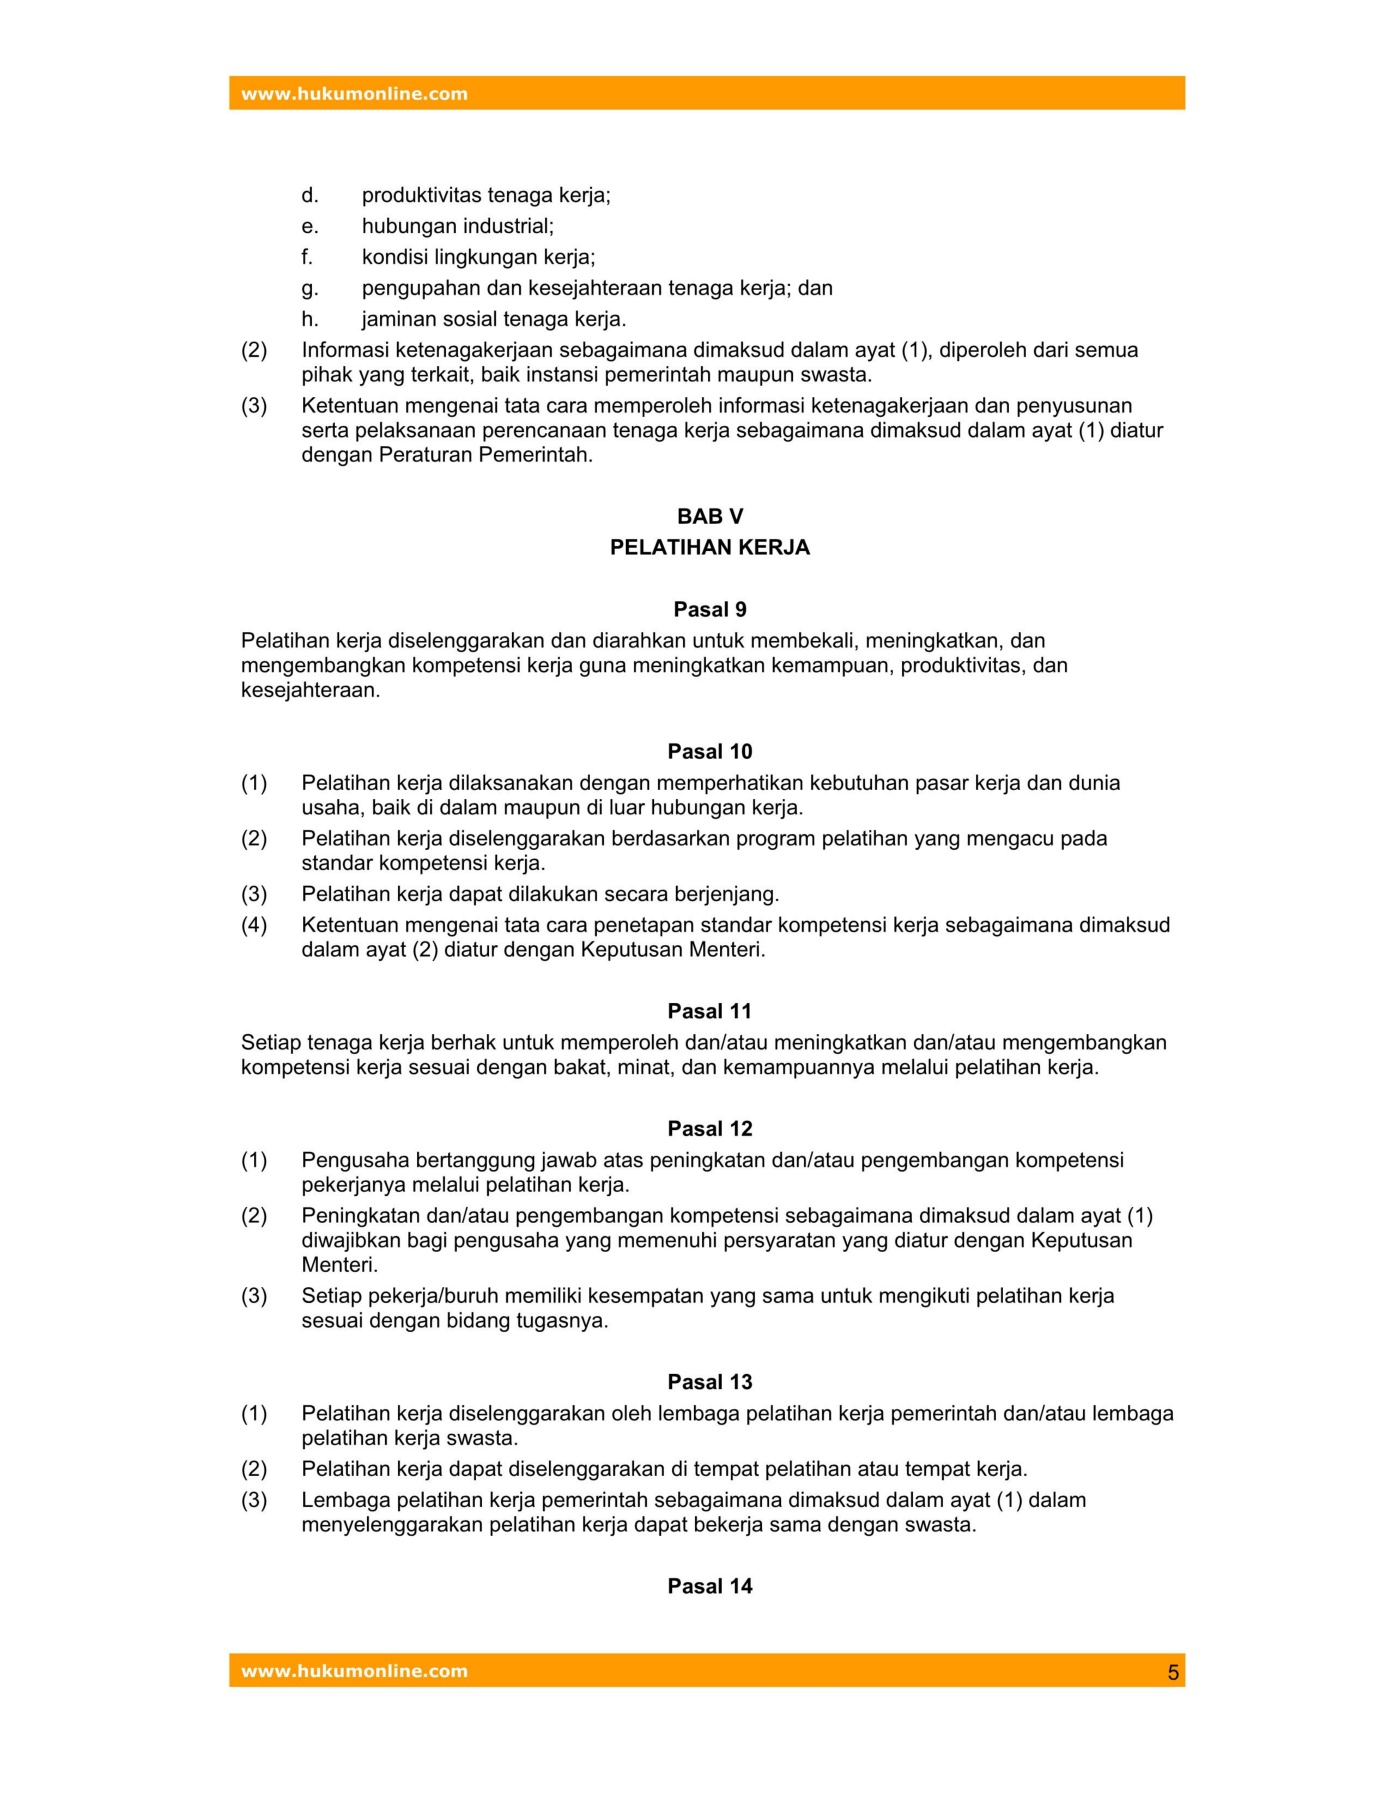 www.hukumonline.com
d. produktivitas tenaga kerja;
e. hubungan industrial;
f. kondisi lingkungan kerja;
g. pengupahan dan kesejahteraan tenaga kerja; dan
h. jaminan sosial tenaga kerja.
(2) Informasi ketenagakerjaan sebagaimana dimaksud dalam ayat (1), diperoleh dari semua
pihak yang terkait, baik instansi pemerintah maupun swasta.
(3) Ketentuan mengenai tata cara memperoleh informasi ketenagakerjaan dan penyusunan
serta pelaksanaan perencanaan tenaga kerja sebagaimana dimaksud dalam ayat (1) diatur
dengan Peraturan Pemerintah.
BAB V
PELATIHAN KERJA
Pasal 9
Pelatihan kerja diselenggarakan dan diarahkan untuk membekali, meningkatkan, dan
mengembangkan kompetensi kerja guna meningkatkan kemampuan, produktivitas, dan
kesejahteraan.
Pasal 10
(1) Pelatihan kerja dilaksanakan dengan memperhatikan kebutuhan pasar kerja dan dunia
usaha, baik di dalam maupun di luar hubungan kerja.
(2) Pelatihan kerja diselenggarakan berdasarkan program pelatihan yang mengacu pada
standar kompetensi kerja.
(3) Pelatihan kerja dapat dilakukan secara berjenjang.
(4) Ketentuan mengenai tata cara penetapan standar kompetensi kerja sebagaimana dimaksud
dalam ayat (2) diatur dengan Keputusan Menteri.
Pasal 11
Setiap tenaga kerja berhak untuk memperoleh dan/atau meningkatkan dan/atau mengembangkan
kompetensi kerja sesuai dengan bakat, minat, dan kemampuannya melalui pelatihan kerja.
Pasal 12
(1) Pengusaha bertanggung jawab atas peningkatan dan/atau pengembangan kompetensi
pekerjanya melalui pelatihan kerja.
(2) Peningkatan dan/atau pengembangan kompetensi sebagaimana dimaksud dalam ayat (1)
diwajibkan bagi pengusaha yang memenuhi persyaratan yang diatur dengan Keputusan
Menteri.
(3) Setiap pekerja/buruh memiliki kesempatan yang sama untuk mengikuti pelatihan kerja
sesuai dengan bidang tugasnya.
Pasal 13
(1) Pelatihan kerja diselenggarakan oleh lembaga pelatihan kerja pemerintah dan/atau lembaga
pelatihan kerja swasta.
(2) Pelatihan kerja dapat diselenggarakan di tempat pelatihan atau tempat kerja.
(3) Lembaga pelatihan kerja pemerintah sebagaimana dimaksud dalam ayat (1) dalam
menyelenggarakan pelatihan kerja dapat bekerja sama dengan swasta.
Pasal 14
www.hukumonline.com 5